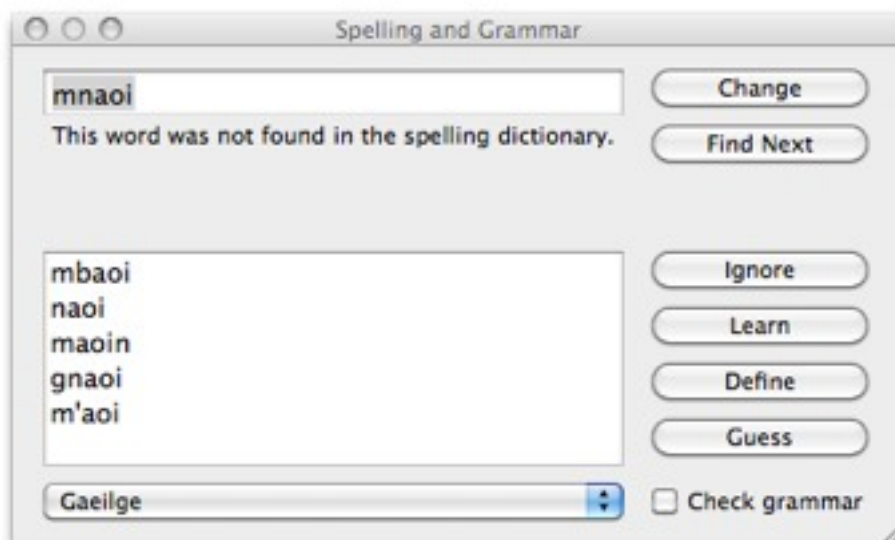 Spelling and Grammar
mnaoi
Change
This word was not found in the spelling dictionary.
Find Next
mbaoi
naoi
maoin
gnaoi
m'aoi
Ignore
Learn
Define
Guess
Gaeilge
Check grammar